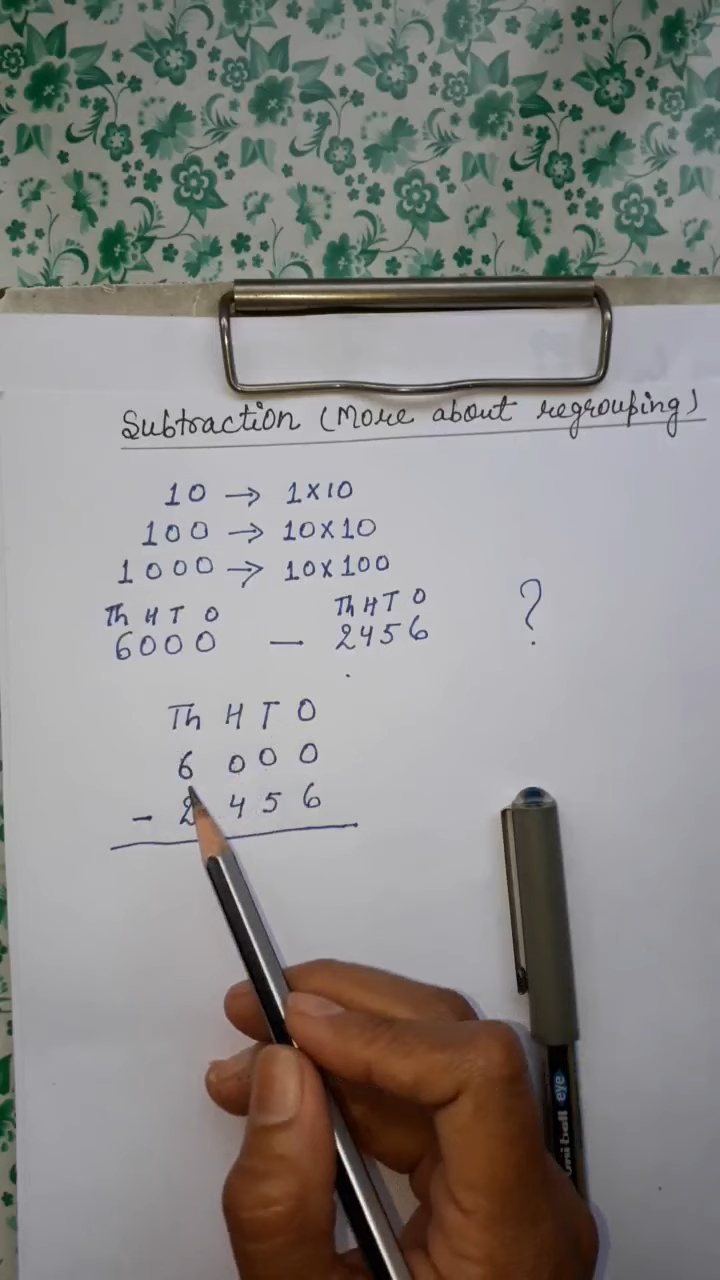 Subtraction (More about regrouping)
10 → 1×10
100 → 10×10
1000 → 10×100
Th H T O Th H T O
6000 — 2456 ?
Th H T O
6 0 0 0
- 2 4 5 6
uni ball eye